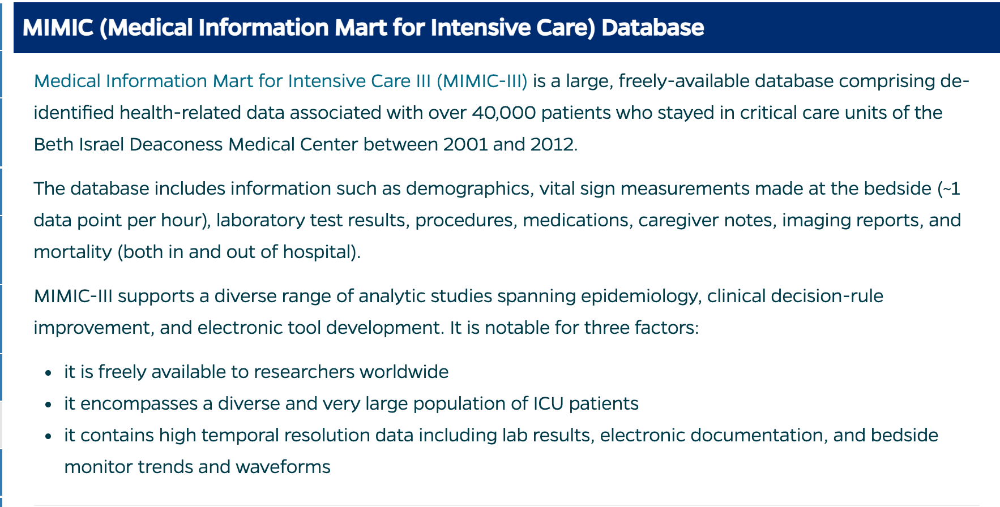 MIMIC (Medical Information Mart for Intensive Care) Database
Medical Information Mart for Intensive Care III (MIMIC-III) is a large, freely-available database comprising de-
identified health-related data associated with over 40,000 patients who stayed in critical care units of the
Beth Israel Deaconess Medical Center between 2001 and 2012.
The database includes information such as demographics, vital sign measurements made at the bedside (~1
data point per hour), laboratory test results, procedures, medications, caregiver notes, imaging reports, and
mortality (both in and out of hospital).
MIMIC-III supports a diverse range of analytic studies spanning epidemiology, clinical decision-rule
improvement, and electronic tool development. It is notable for three factors:
• it is freely available to researchers worldwide
• it encompasses a diverse and very large population of ICU patients
• it contains high temporal resolution data including lab results, electronic documentation, and bedside
monitor trends and waveforms